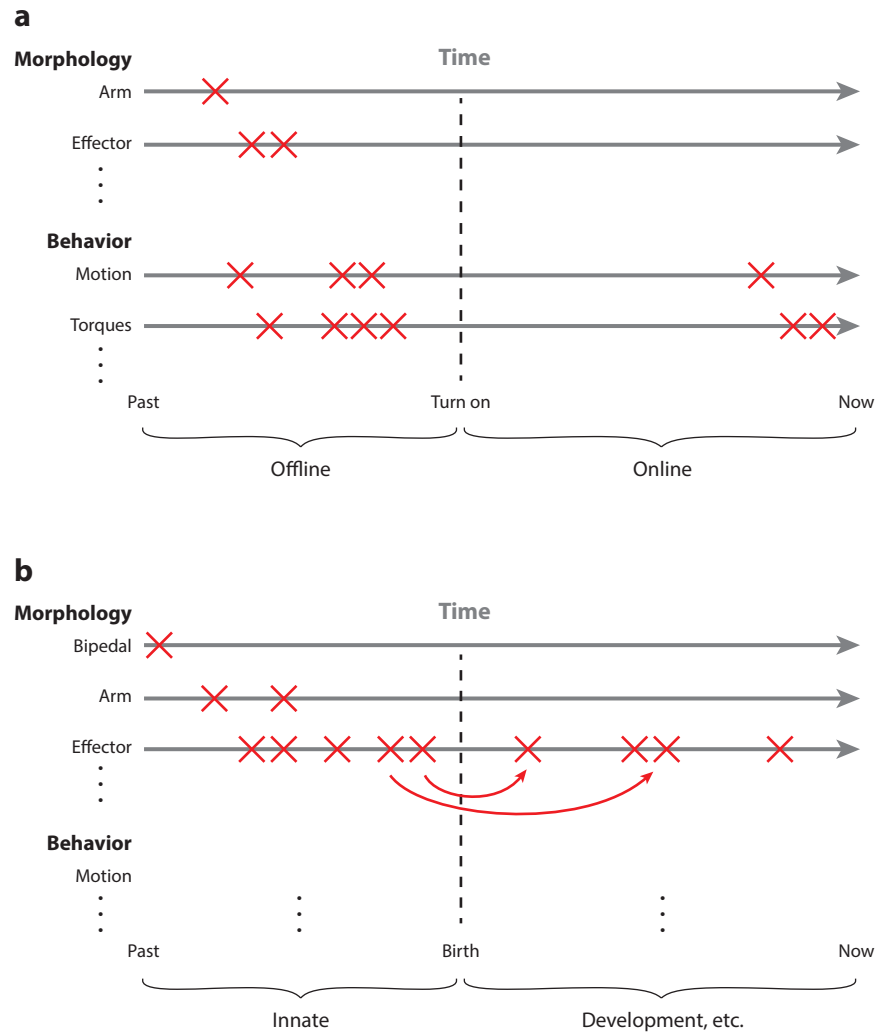 a
Morphology
Time
Arm
Effector
Behavior
Motion
Torques
Past
Turn on
Now
Offline
Online
b
Morphology
Time
Bipedal
Arm
Effector
Behavior
Motion
Past
Birth
Now
Innate
Development, etc.